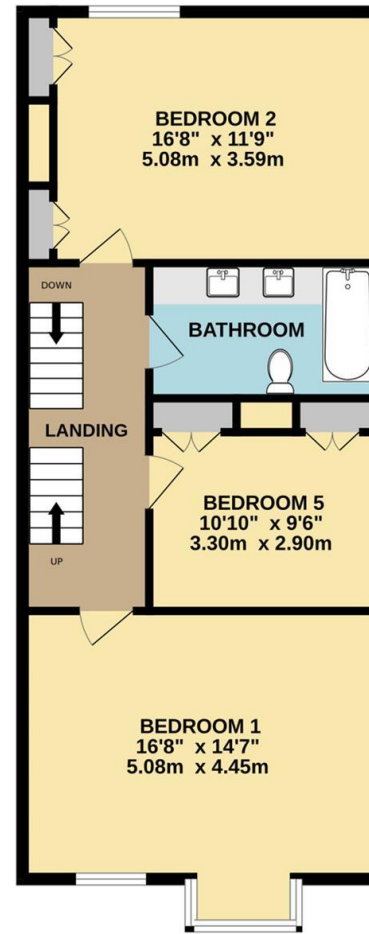 BEDROOM 2
16'8" x 11'9"
5.08m x 3.59m
DOWN
BATHROOM
LANDING
BEDROOM 5
10'10" x 9'6"
3.30m x 2.90m
UP
BEDROOM 1
16'8" x 14'7"
5.08m x 4.45m